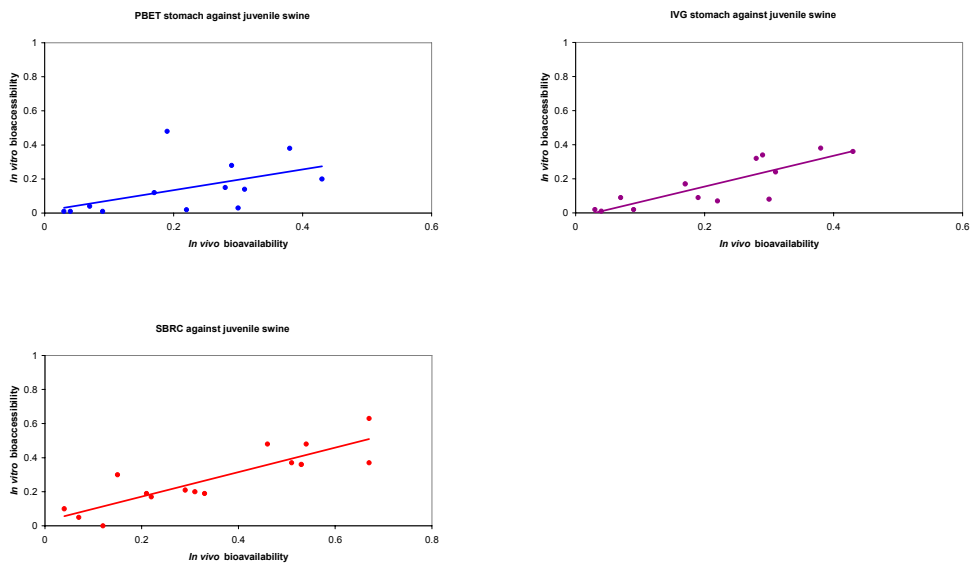 PBET stomach against juvenile swine
1
0.8
0.6
0.4
0.2
0
0 0.2 0.4 0.6
In vitro bioaccessibility
In vivo bioavailability
IVG stomach against juvenile swine
1
0.8
0.6
0.4
0.2
0
0 0.2 0.4 0.6
In vitro bioaccessibility
In vivo bioavailability
SBRC against juvenile swine
1
0.8
0.6
0.4
0.2
0
0 0.2 0.4 0.6 0.8
In vitro bioaccessibility
In vivo bioavailability